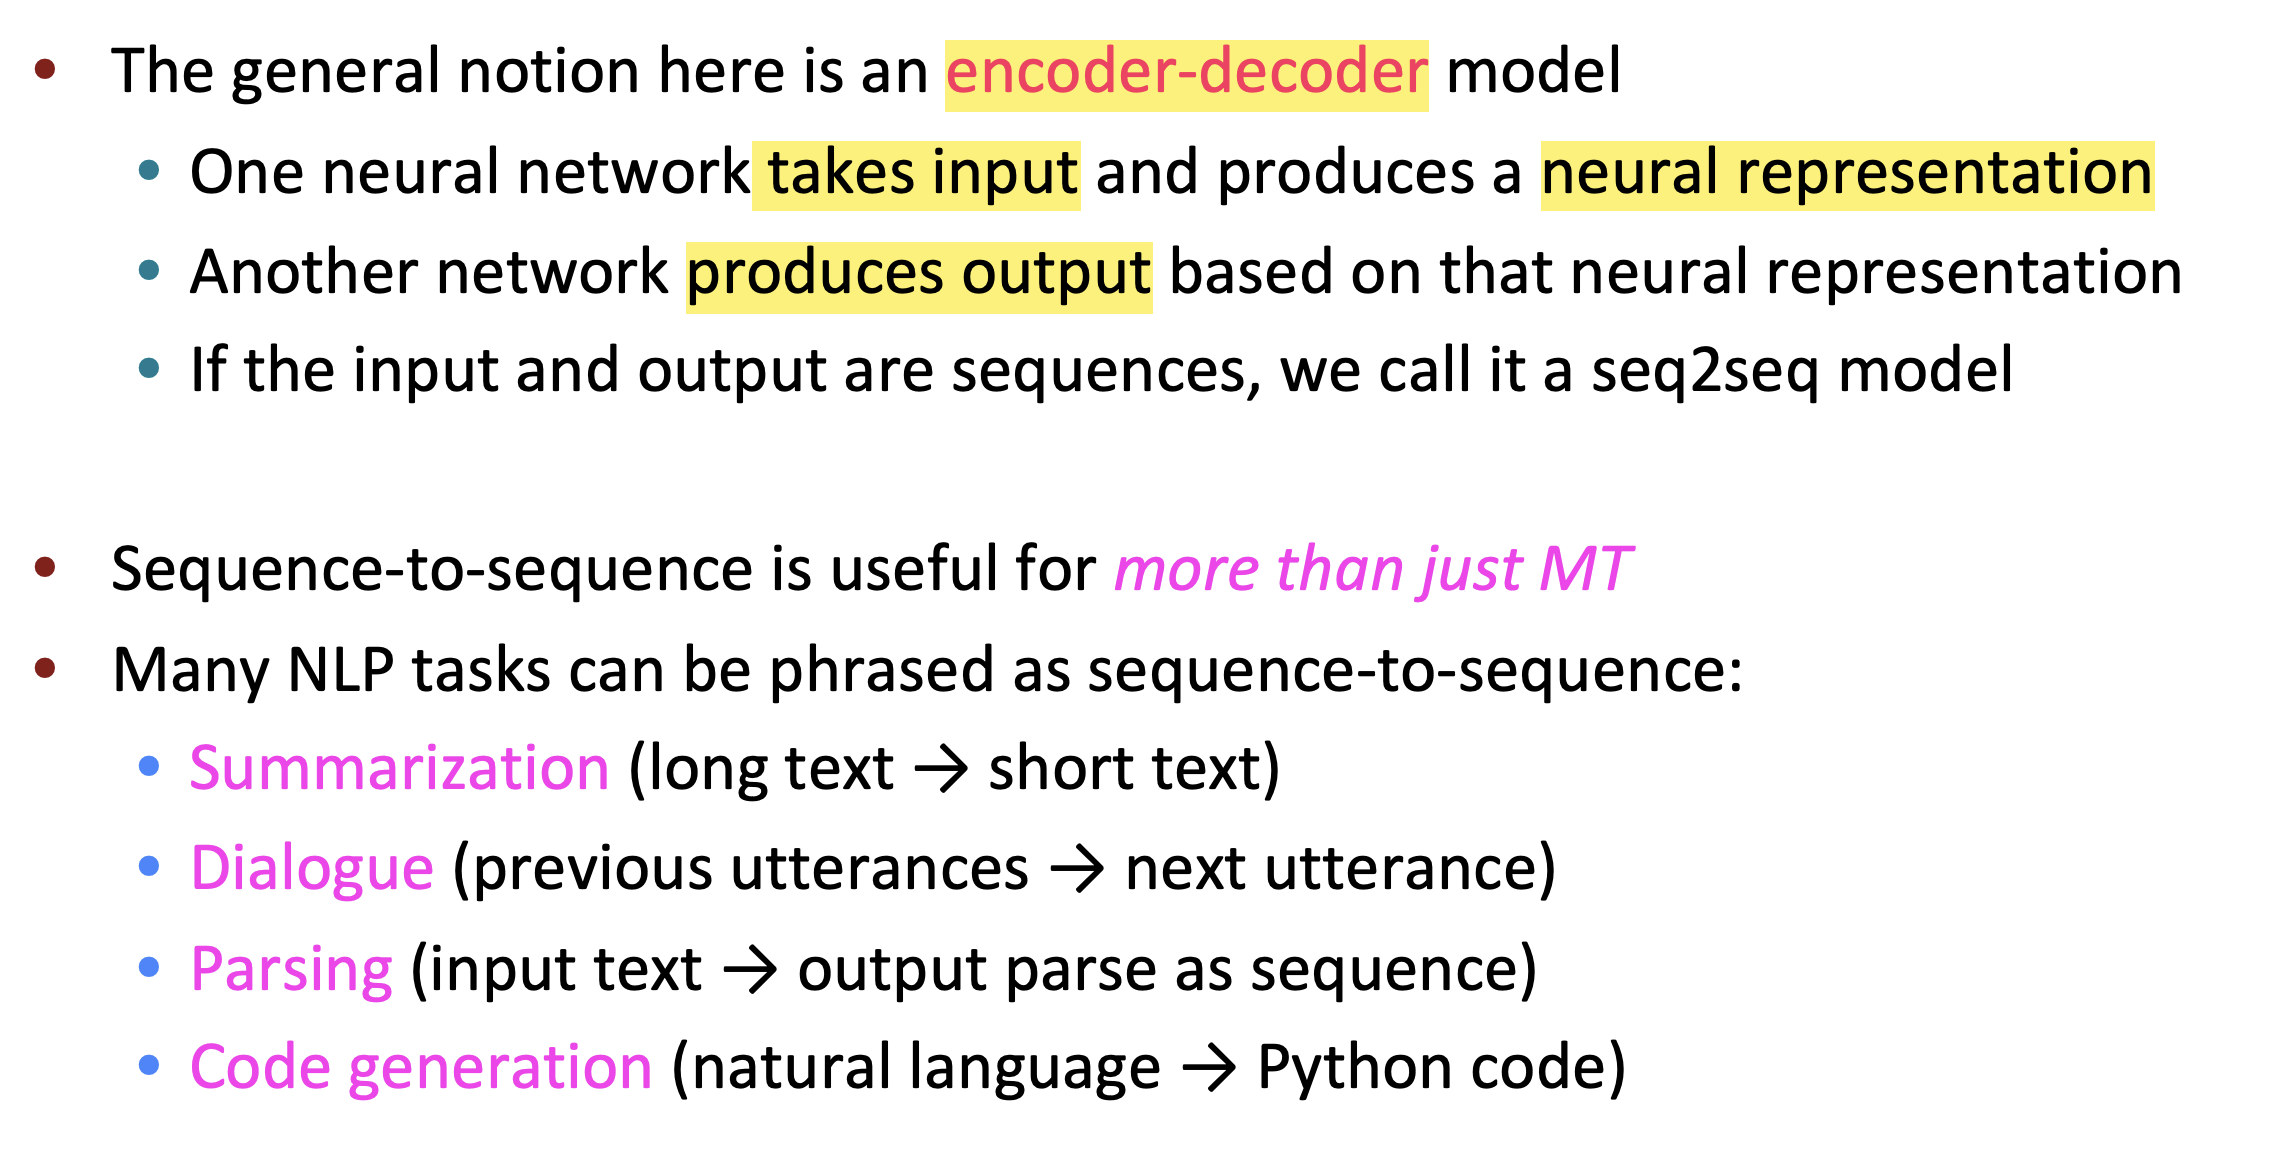 • The general notion here is an encoder-decoder model
• One neural network takes input and produces a neural representation
• Another network produces output based on that neural representation
• If the input and output are sequences, we call it a seq2seq model
• Sequence-to-sequence is useful for more than just MT
• Many NLP tasks can be phrased as sequence-to-sequence:
• Summarization (long text → short text)
• Dialogue (previous utterances → next utterance)
• Parsing (input text → output parse as sequence)
• Code generation (natural language → Python code)